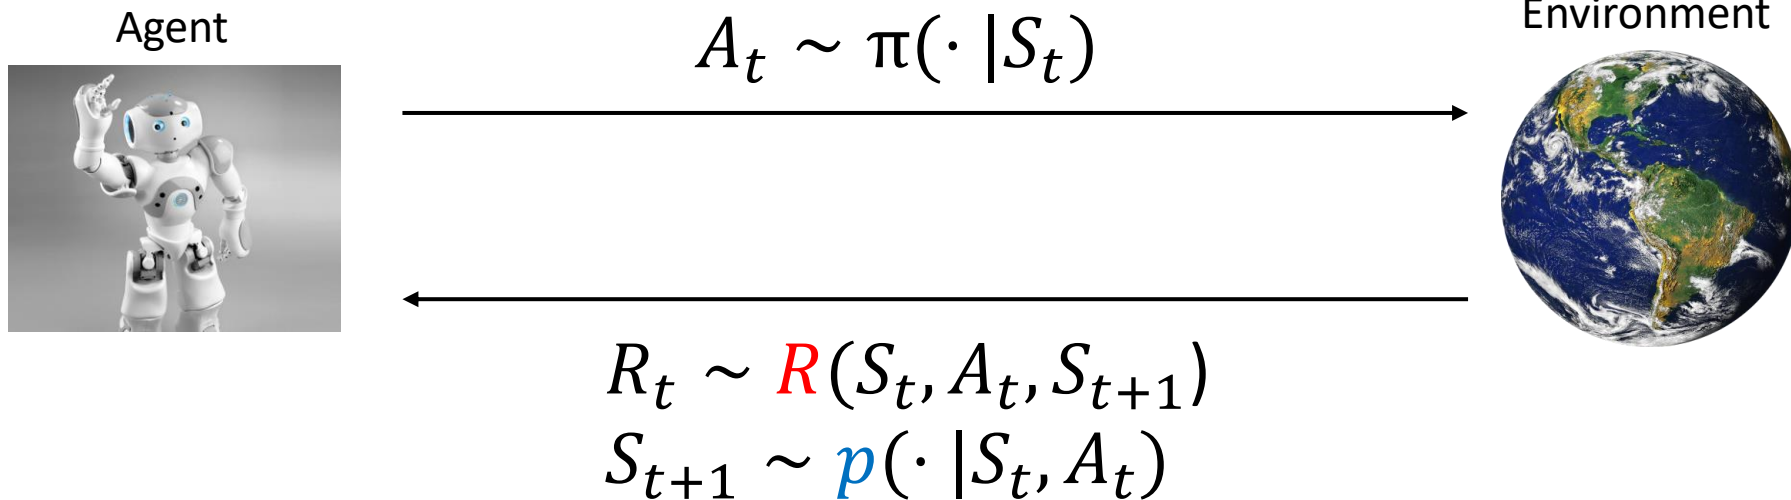 Agent
Environment
A_t ~ π(· |S_t)
R_t ~ R(S_t, A_t, S_{t+1})
S_{t+1} ~ p(· |S_t, A_t)